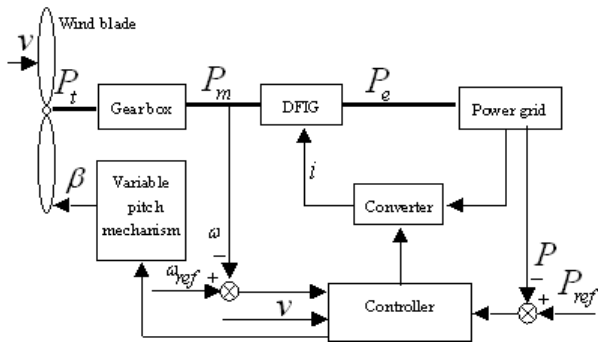 Wind blade
v
P_t
Gearbox
P_m
DFIG
P_e
Power grid
β
Variable
pitch
mechanism
i
Converter
ω
−
ω_ref
+
v
Controller
P
−
+
P_ref